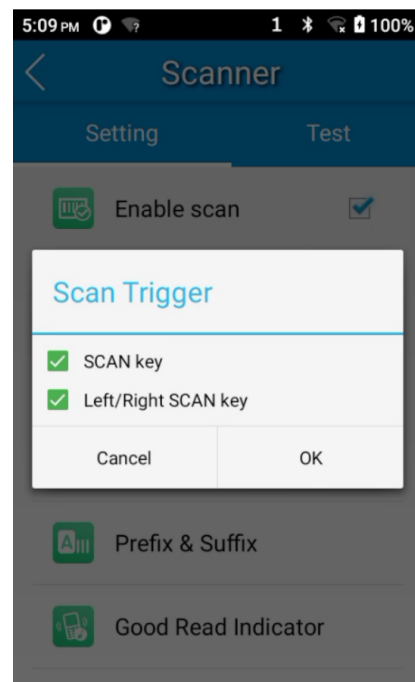 5:09 PM 1 100%
Scanner
Setting Test
Enable scan
Scan Trigger
SCAN key
Left/Right SCAN key
Cancel OK
Prefix & Suffix
Good Read Indicator